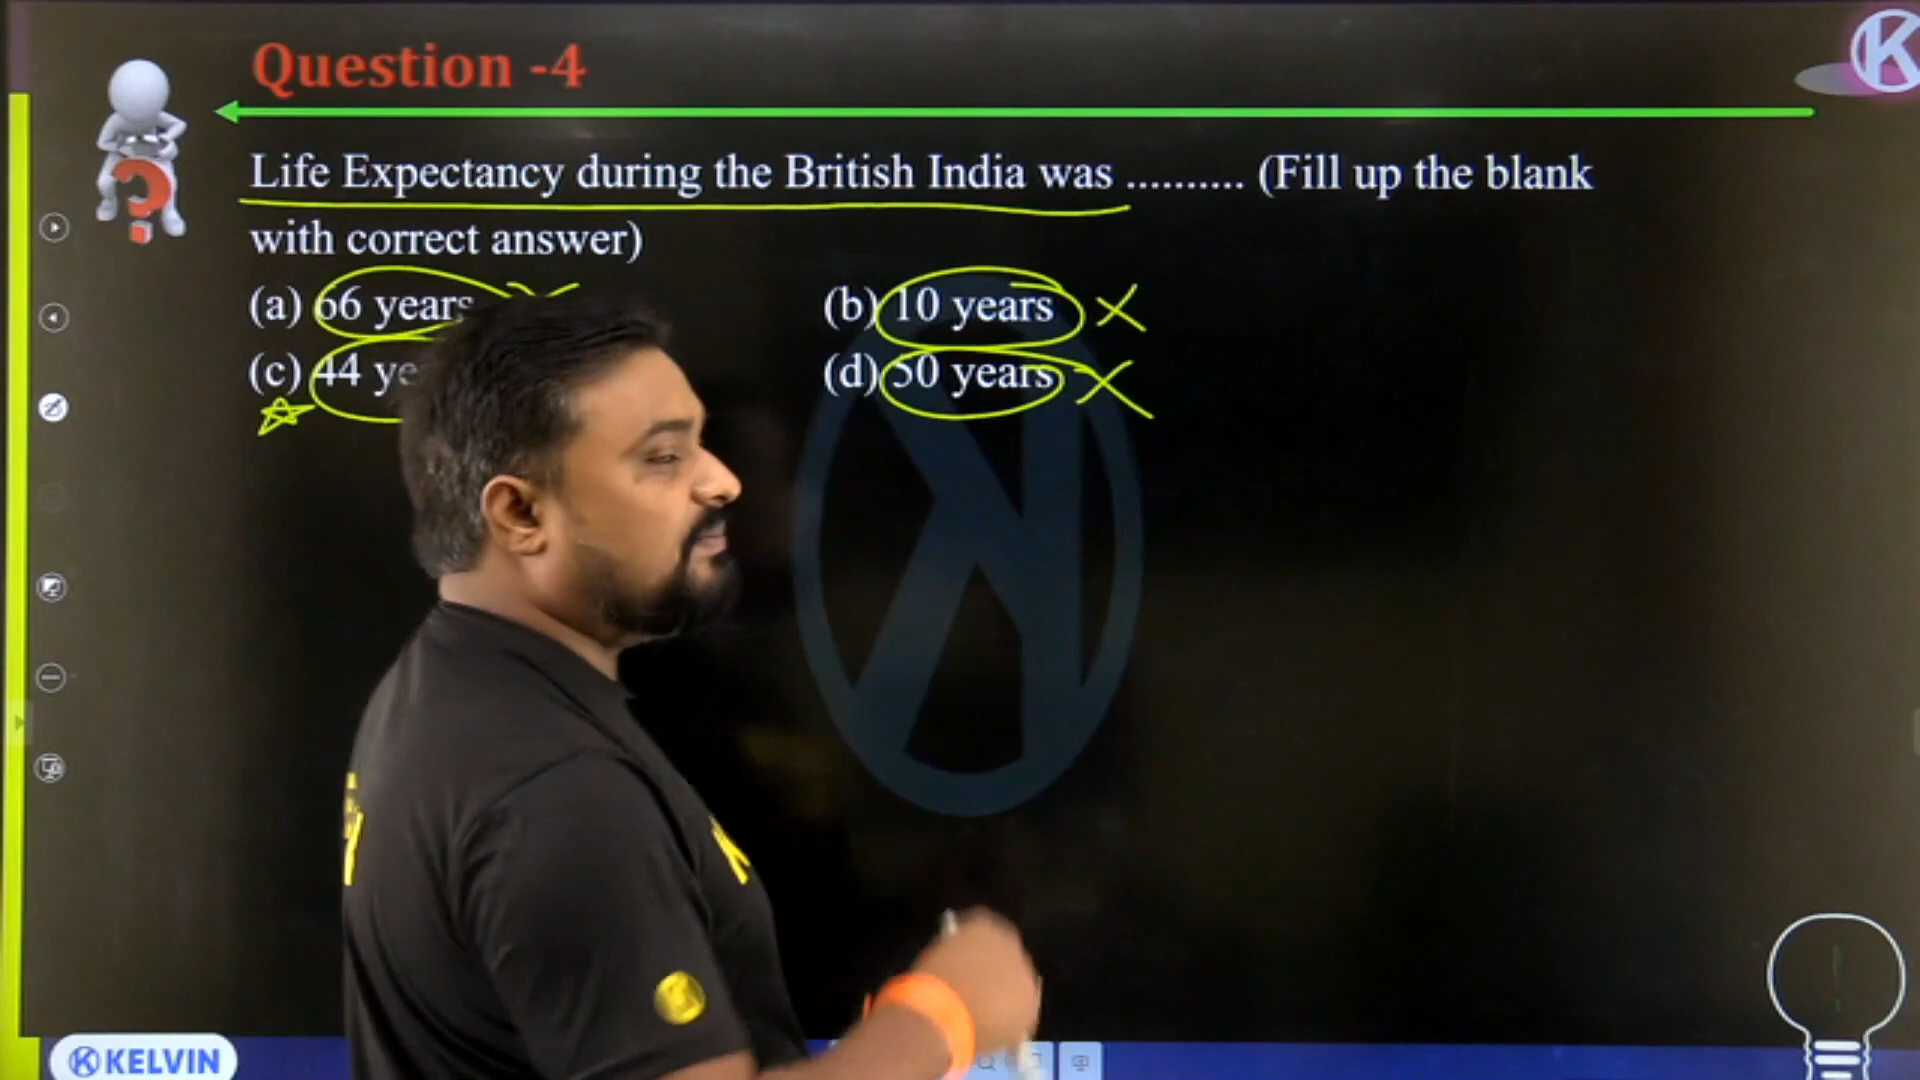 Question -4
Life Expectancy during the British India was .......... (Fill up the blank
with correct answer)
(a) 66 years (b) 10 years
(c) 44 (d) 50 years
KELVIN